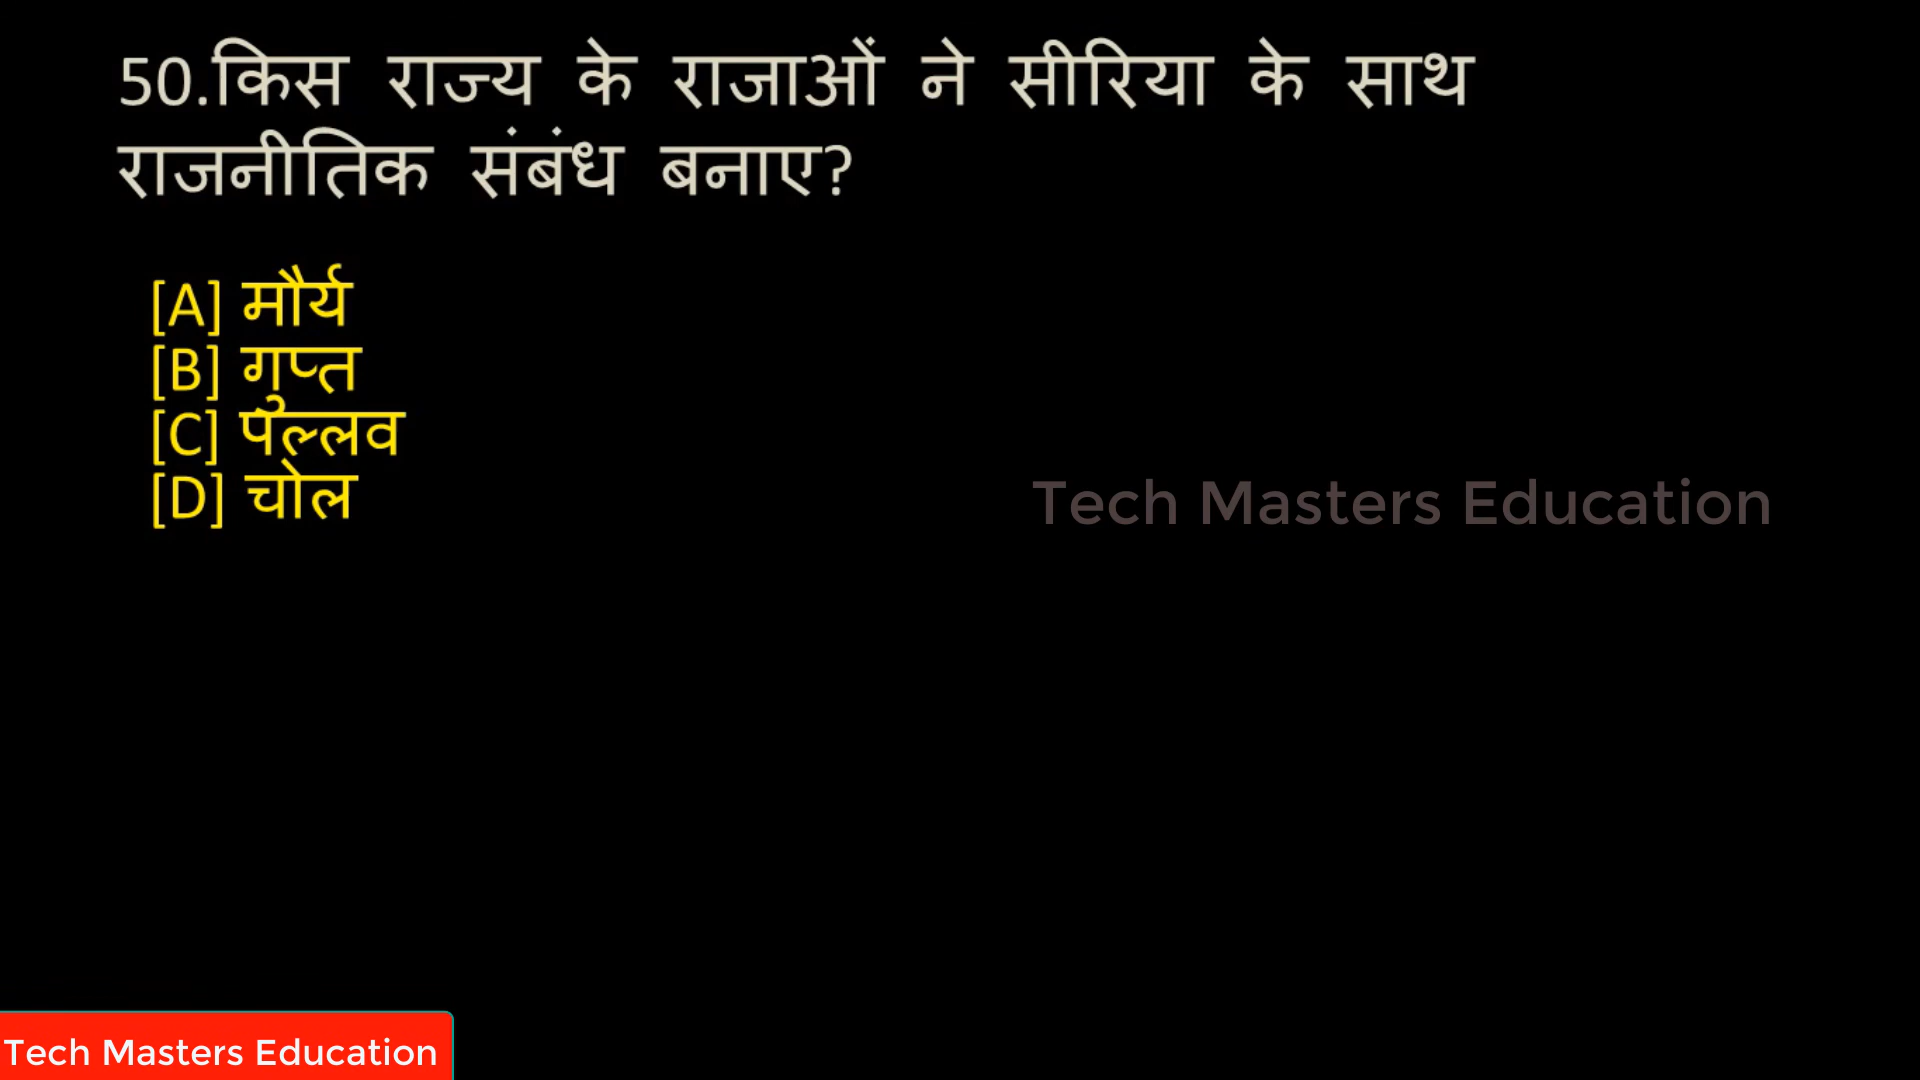 50.किस राज्य के राजाओं ने सीरिया के साथ
राजनीतिक संबंध बनाए?
[A] मौर्य
[B] गुप्त
[C] पल्लव
[D] चोल
Tech Masters Education
Tech Masters Education